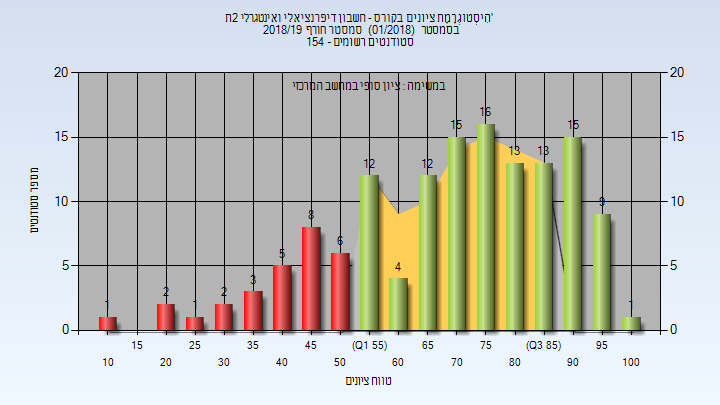 הִיסְטוֹגְרָמַת ציונים בקורס - חשבון דיפרנציאלי ואינטגרלי 2ת'
בסמסטר (01/2018) סמסטר חורף 2018/19
סטודנטים רשומים - 154
במשימה : ציון סופי במחשב המרכזי
מספר סטודנטים
20 15 10 5 0
20 15 10 5 0
1 2 1 2 3 5 8 6 12 4 12 15 16 13 13 15 9 1
15 25 35 45 (Q1 55) 65 75 (Q3 85) 95
10 20 30 40 50 60 70 80 90 100
טווח ציונים